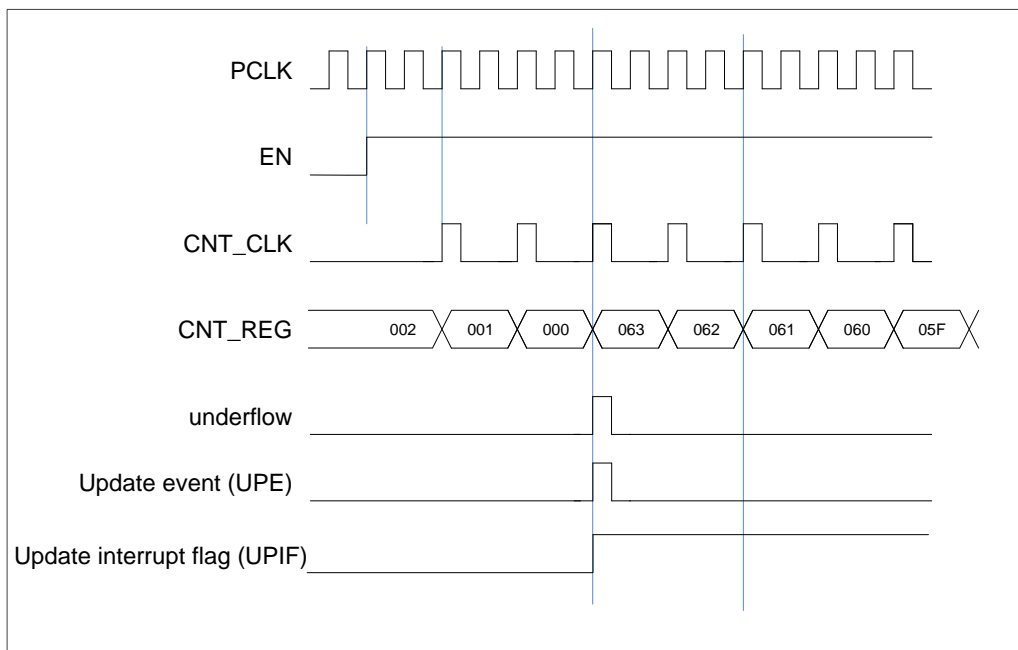 PCLK
EN
CNT_CLK
CNT_REG 002 001 000 063 062 061 060 05F
underflow
Update event (UPE)
Update interrupt flag (UPIF)